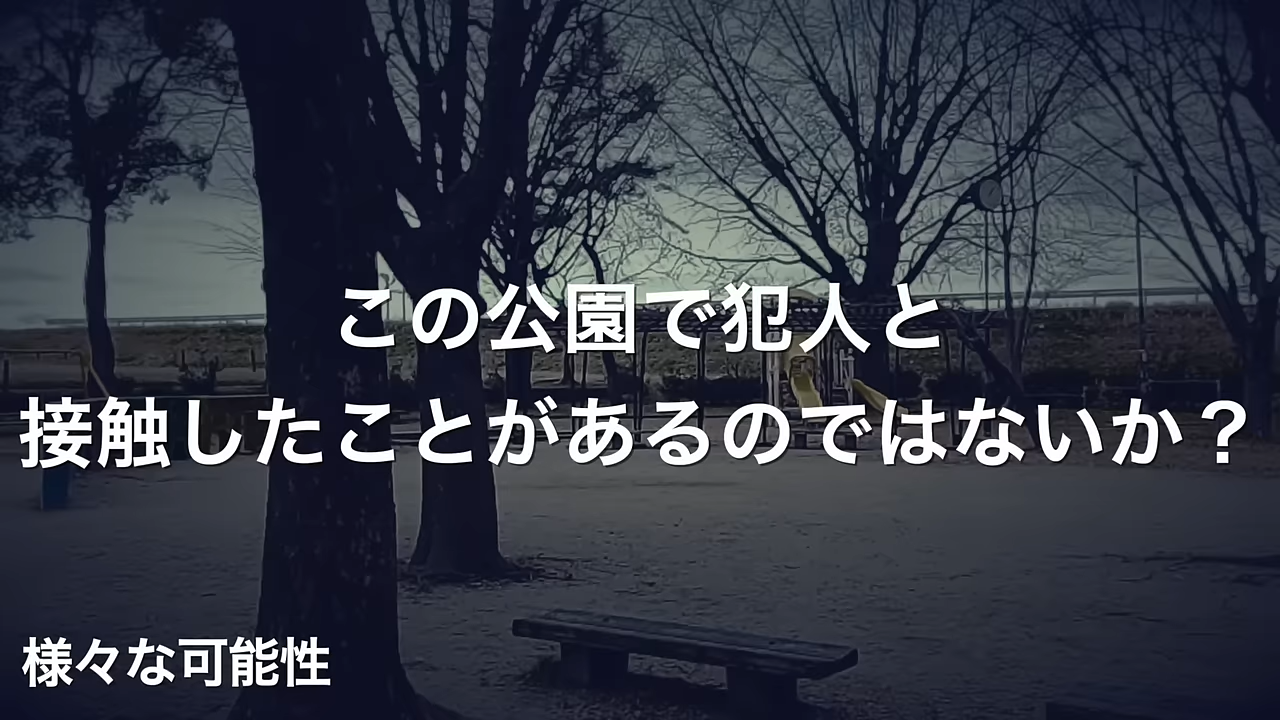 この公園で犯人と
接触したことがあるのではないか？
様々な可能性